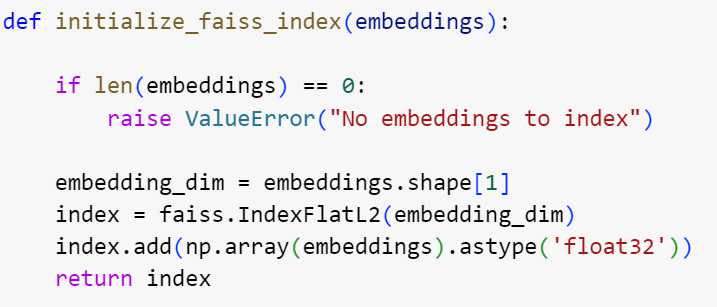 def initialize_faiss_index(embeddings):
    if len(embeddings) == 0:
        raise ValueError("No embeddings to index")
    embedding_dim = embeddings.shape[1]
    index = faiss.IndexFlatL2(embedding_dim)
    index.add(np.array(embeddings).astype('float32'))
    return index